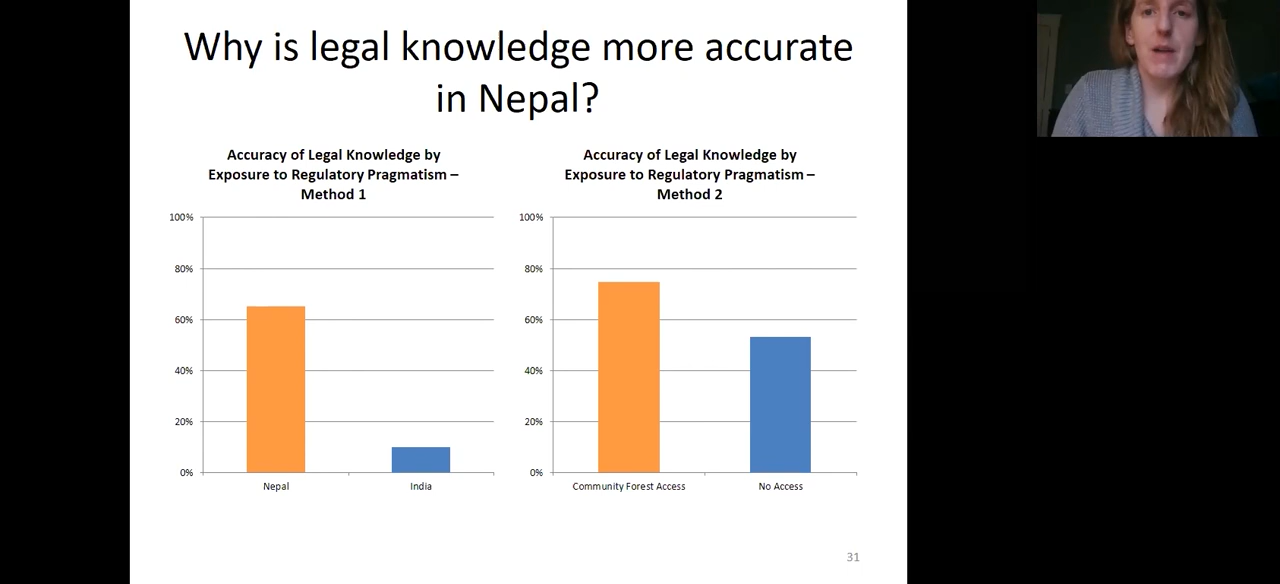 Why is legal knowledge more accurate
in Nepal?
Accuracy of Legal Knowledge by
Exposure to Regulatory Pragmatism –
Method 1
100%
80%
60%
40%
20%
0%
Nepal
India
Accuracy of Legal Knowledge by
Exposure to Regulatory Pragmatism –
Method 2
100%
80%
60%
40%
20%
0%
Community Forest Access
No Access
31